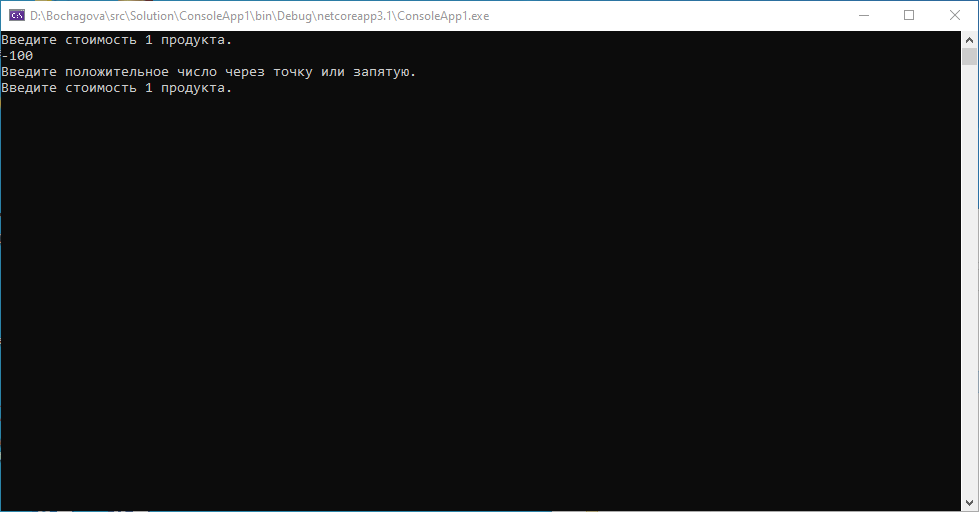 D:\Bochagova\src\Solution\ConsoleApp1\bin\Debug\netcoreapp3.1\ConsoleApp1.exe
Введите стоимость 1 продукта.
-100
Введите положительное число через точку или запятую.
Введите стоимость 1 продукта.